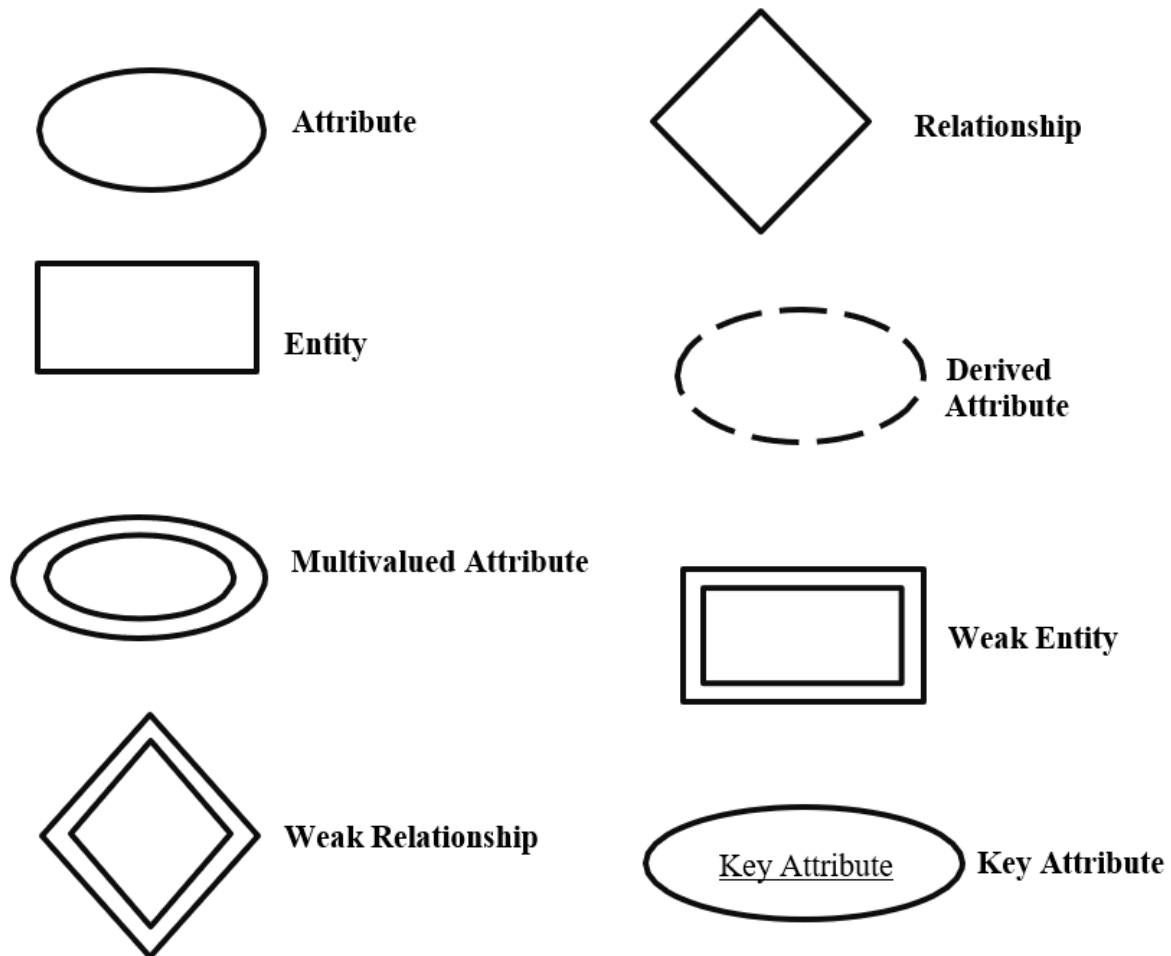 Attribute
Relationship
Entity
Derived
Attribute
Multivalued Attribute
Weak Entity
Weak Relationship
Key Attribute
Key Attribute